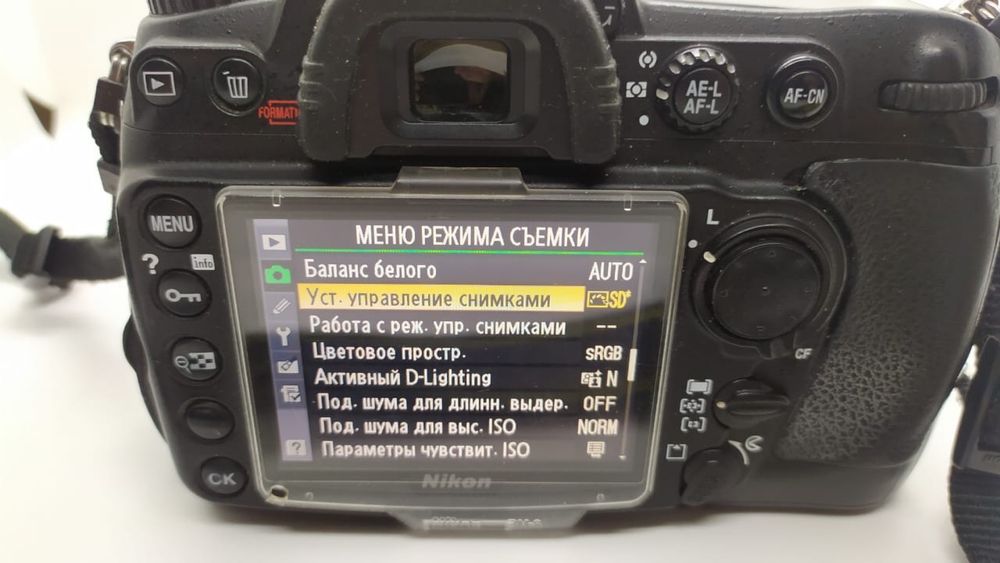 FORMAT
AE-L
AF-L
AF-CN
MENU
?
info
L
МЕНЮ РЕЖИМА СЪЕМКИ
Баланс белого AUTO
Уст. управление снимками SD
Работа с реж. упр. снимками --
Цветовое простр. sRGB
Активный D-Lighting N
Под. шума для длинн. выдер. OFF
Под. шума для выс. ISO NORM
Параметры чувствит. ISO
?
CF
CK
Nikon